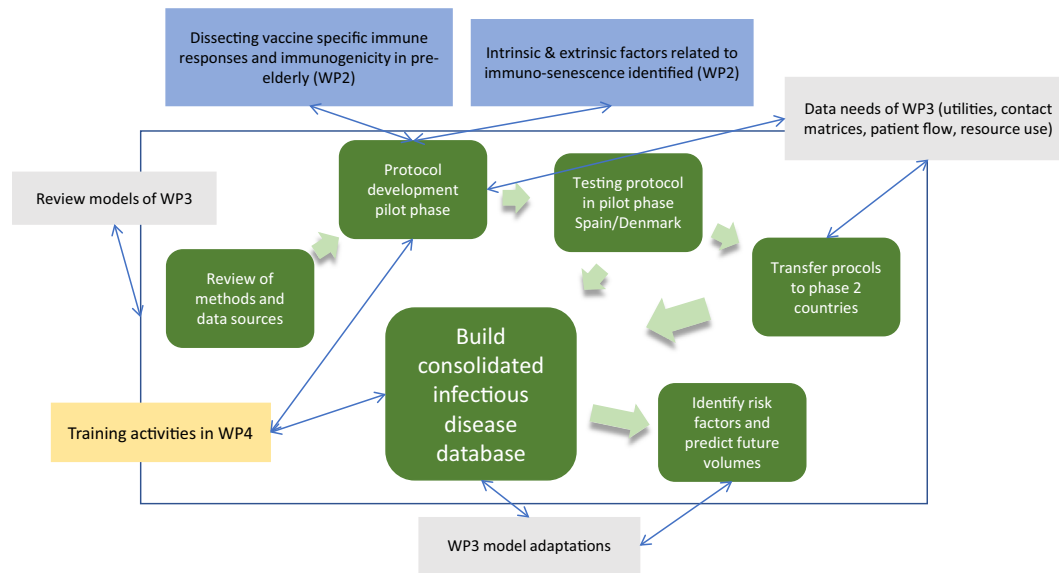 Dissecting vaccine specific immune
responses and immunogenicity in pre-
elderly (WP2)
Intrinsic & extrinsic factors related to
immuno-senescence identified (WP2)
Data needs of WP3 (utilities, contact
matrices, patient flow, resource use)
Review models of WP3
Protocol
development
pilot phase
Testing protocol
in pilot phase
Spain/Denmark
Review of
methods and
data sources
Transfer procols
to phase 2
countries
Build
consolidated
infectious
disease
database
Identify risk
factors and
predict future
volumes
Training activities in WP4
WP3 model adaptations